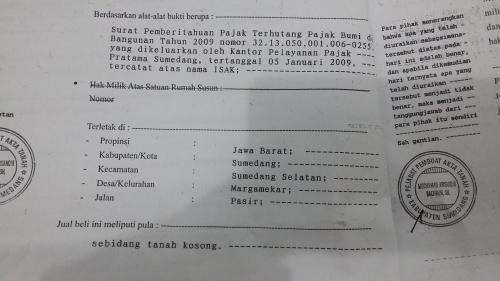 Berdasarkan alat-alat bukti berupa :
Surat Pemberitahuan Pajak Terhutang Pajak Bumi
Bangunan Tahun 2009 nomor 32.13.050.001.006-0255
yang dikeluarkan oleh Kantor Pelayanan Pajak ----
Pratama Sumedang, tertanggal 05 Januari 2009, ----
tercatat atas nama ISAK; ----
• Hak Milik Atas Satuan Rumah Susun :
Nomor
Terletak di :
- Propinsi : Jawa Barat; ----
- Kabupaten/Kota : Sumedang; ----
- Kecamatan : Sumedang Selatan; ----
- Desa/Kelurahan : Margamekar; ----
- Jalan : Pasir; ----
Jual beli ini meliputi pula :
sebidang tanah kosong. ----
Para pihak menerangkan
bahwa apa yang telah
diuraikan sebagaimana-
tersebut diatas pada --
hari ini adalah benar,
dan apabila dikemudian
hari ternyata apa yang
telah diuraikan
tersebut menjadi tidak
benar, maka menjadi --
tanggungjawab dari ---
para pihak itu sendiri
Sah gantian.
PEJABAT PEMBUAT AKTA TANAH
KABUPATEN SUMEDANG
AKTA TANAH
SUMEDANG